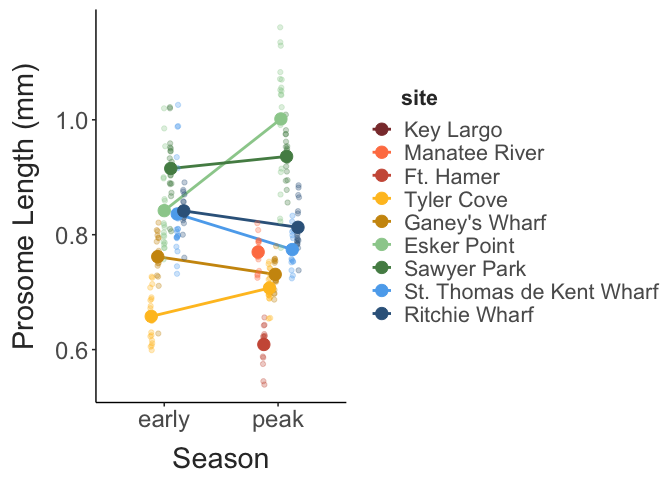 Prosome Length (mm)
1.0
0.8
0.6
early peak
Season
site
Key Largo
Manatee River
Ft. Hamer
Tyler Cove
Ganey's Wharf
Esker Point
Sawyer Park
St. Thomas de Kent Wharf
Ritchie Wharf